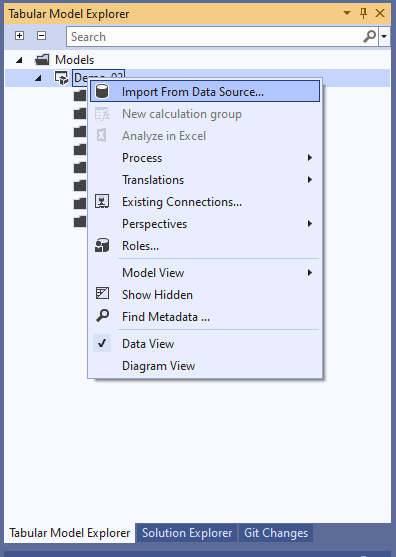 Tabular Model Explorer
Search
Models
Import From Data Source...
New calculation group
Analyze in Excel
Process
Translations
Existing Connections...
Perspectives
Roles...
Model View
Show Hidden
Find Metadata ...
Data View
Diagram View
Tabular Model Explorer Solution Explorer Git Changes